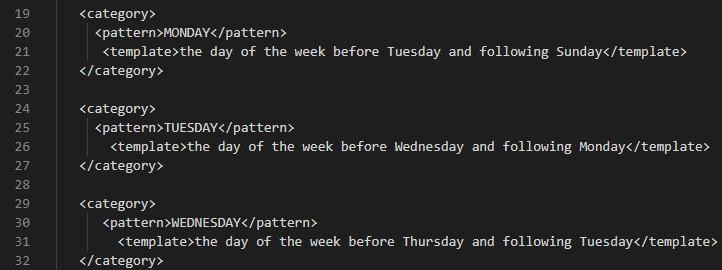 19 <category>
20 <pattern>MONDAY</pattern>
21 <template>the day of the week before Tuesday and following Sunday</template>
22 </category>
23
24 <category>
25 <pattern>TUESDAY</pattern>
26 <template>the day of the week before Wednesday and following Monday</template>
27 </category>
28
29 <category>
30 <pattern>WEDNESDAY</pattern>
31 <template>the day of the week before Thursday and following Tuesday</template>
32 </category>